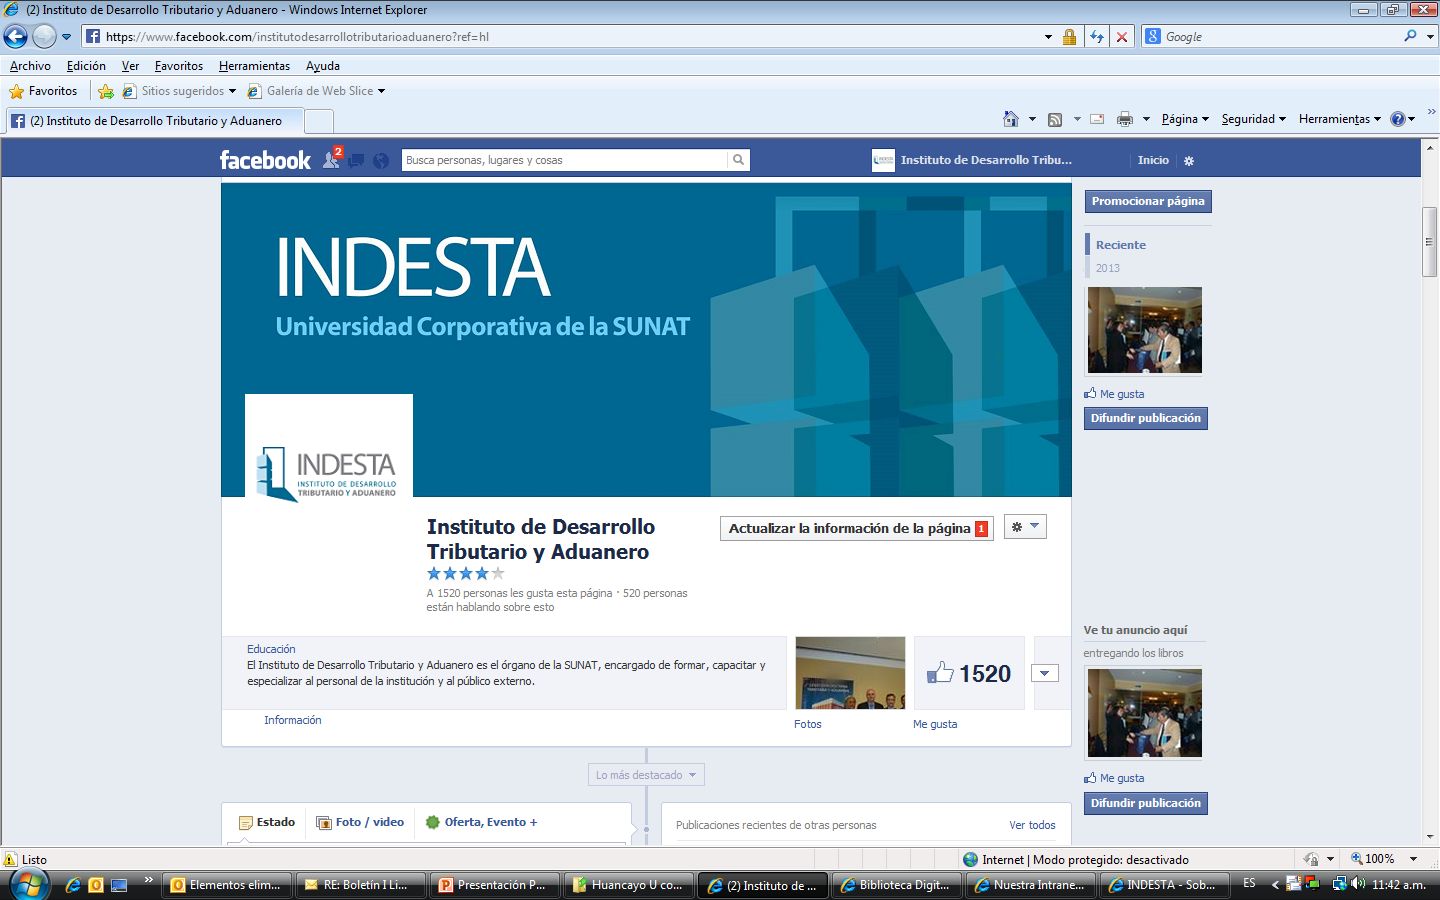 (2) Instituto de Desarrollo Tributario y Aduanero - Windows Internet Explorer
https://www.facebook.com/institutodesarrollotributarioaduanero?ref=hl
Google
Archivo Edición Ver Favoritos Herramientas Ayuda
Favoritos Sitios sugeridos Galería de Web Slice
(2) Instituto de Desarrollo Tributario y Aduanero
Página Seguridad Herramientas
facebook 2
Busca personas, lugares y cosas
Instituto de Desarrollo Tribu...
Inicio
INDESTA
Universidad Corporativa de la SUNAT
INDESTA
INSTITUTO DE DESARROLLO
TRIBUTARIO Y ADUANERO
Instituto de Desarrollo
Tributario y Aduanero
A 1520 personas les gusta esta página · 520 personas
están hablando sobre esto
Actualizar la información de la página 1
Educación
El Instituto de Desarrollo Tributario y Aduanero es el órgano de la SUNAT, encargado de formar, capacitar y
especializar al personal de la institución y al público externo.
Información
Fotos
1520
Me gusta
Promocionar página
Reciente
2013
Me gusta
Difundir publicación
Ve tu anuncio aquí
entregando los libros
Me gusta
Difundir publicación
Lo más destacado
Estado Foto / video Oferta, Evento +
Publicaciones recientes de otras personas Ver todos
Listo
Internet | Modo protegido: desactivado
100%
Elementos elim...
RE: Boletín I Li...
Presentación P...
Huancayo U co...
(2) Instituto de ...
Biblioteca Digit...
Nuestra Intrane...
INDESTA - Sob...
ES
11:42 a.m.